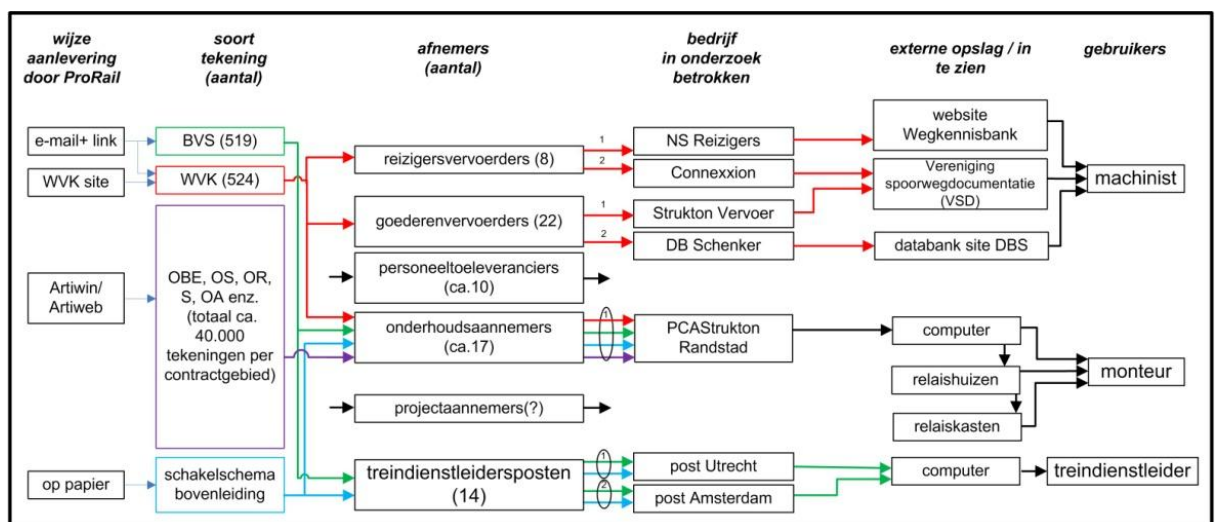 wijze
aanlevering
door ProRail
soort
tekening
(aantal)
afnemers
(aantal)
bedrijf
in onderzoek
betrokken
externe opslag / in
te zien
gebruikers
e-mail+ link
WVK site
Artiwin/
Artiweb
op papier
BVS (519)
WVK (524)
OBE, OS, OR,
S, OA enz.
(totaal ca.
40.000
tekeningen per
contractgebied)
schakelschema
bovenleiding
reizigersvervoerders (8)
goederenvervoerders (22)
personeeltoeleveranciers
(ca.10)
onderhoudsaannemers
(ca.17)
projectaannemers(?)
treindienstleidersposten
(14)
1
2
1
2
1
1
2
NS Reizigers
Connexxion
Strukton Vervoer
DB Schenker
PCAStrukton
Randstad
post Utrecht
post Amsterdam
website
Wegkennisbank
Vereniging
spoorwegdocumentatie
(VSD)
databank site DBS
computer
relaishuizen
relaiskasten
computer
machinist
monteur
treindienstleider